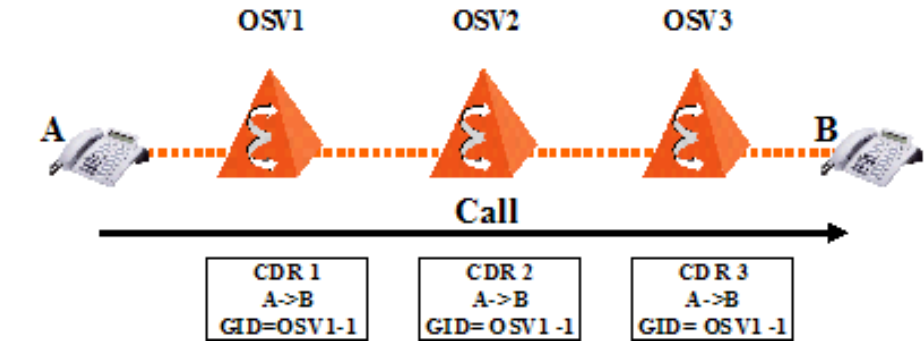 OSV1 OSV2 OSV3
A B
Call
CDR 1 CDR 2 CDR 3
A->B A->B A->B
GID=OSV1-1 GID= OSV1 -1 GID= OSV1 -1